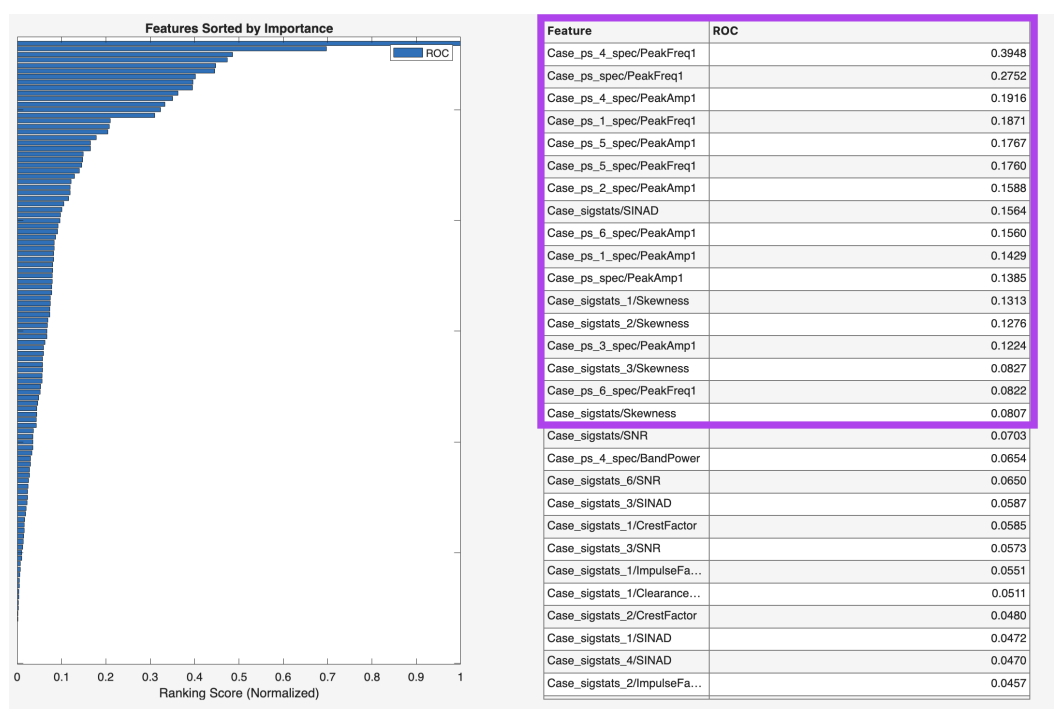 Features Sorted by Importance
ROC
0 0.1 0.2 0.3 0.4 0.5 0.6 0.7 0.8 0.9 1
Ranking Score (Normalized)
Feature ROC
Case_ps_4_spec/PeakFreq1 0.3948
Case_ps_spec/PeakFreq1 0.2752
Case_ps_4_spec/PeakAmp1 0.1916
Case_ps_1_spec/PeakFreq1 0.1871
Case_ps_5_spec/PeakAmp1 0.1767
Case_ps_5_spec/PeakFreq1 0.1760
Case_ps_2_spec/PeakAmp1 0.1588
Case_sigstats/SINAD 0.1564
Case_ps_6_spec/PeakAmp1 0.1560
Case_ps_1_spec/PeakAmp1 0.1429
Case_ps_spec/PeakAmp1 0.1385
Case_sigstats_1/Skewness 0.1313
Case_sigstats_2/Skewness 0.1276
Case_ps_3_spec/PeakAmp1 0.1224
Case_sigstats_3/Skewness 0.0827
Case_ps_6_spec/PeakFreq1 0.0822
Case_sigstats/Skewness 0.0807
Case_sigstats/SNR 0.0703
Case_ps_4_spec/BandPower 0.0654
Case_sigstats_6/SNR 0.0650
Case_sigstats_3/SINAD 0.0587
Case_sigstats_1/CrestFactor 0.0585
Case_sigstats_3/SNR 0.0573
Case_sigstats_1/ImpulseFa... 0.0551
Case_sigstats_1/Clearance... 0.0511
Case_sigstats_2/CrestFactor 0.0480
Case_sigstats_1/SINAD 0.0472
Case_sigstats_4/SINAD 0.0470
Case_sigstats_2/ImpulseFa... 0.0457